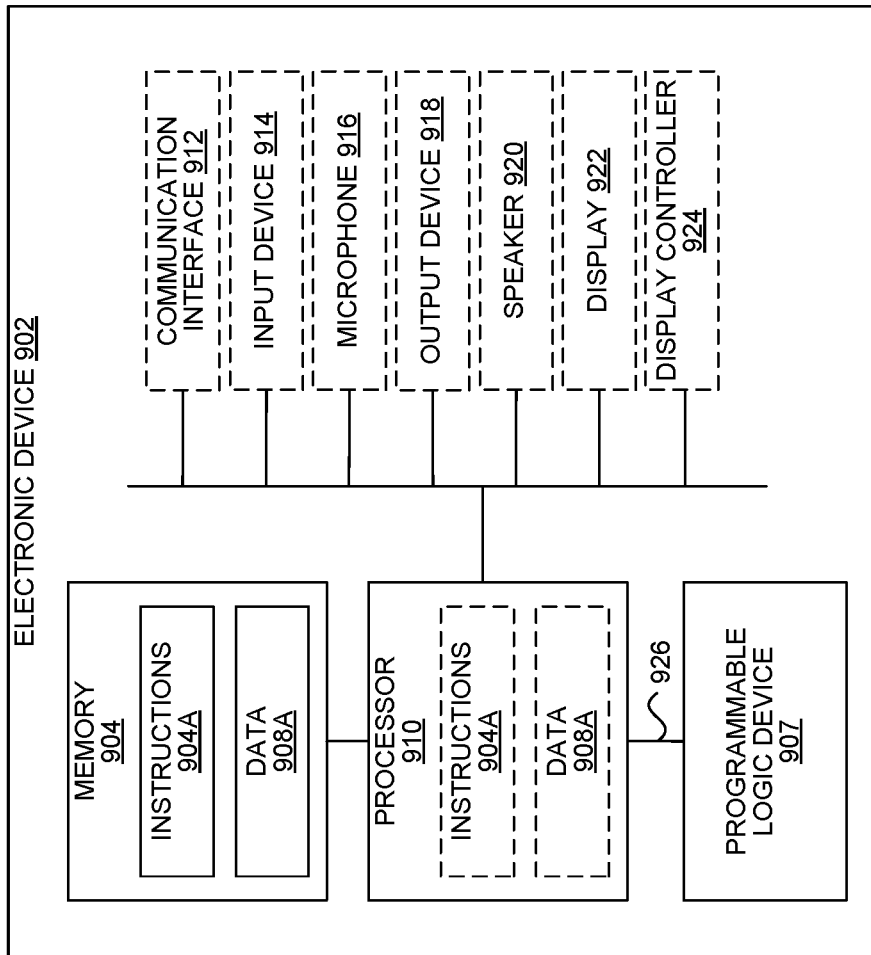 ELECTRONIC DEVICE 902
MEMORY
904
INSTRUCTIONS
904A
DATA
908A
PROCESSOR
910
INSTRUCTIONS
904A
DATA
908A
926
PROGRAMMABLE
LOGIC DEVICE
907
COMMUNICATION
INTERFACE 912
INPUT DEVICE 914
MICROPHONE 916
OUTPUT DEVICE 918
SPEAKER 920
DISPLAY 922
DISPLAY CONTROLLER
924